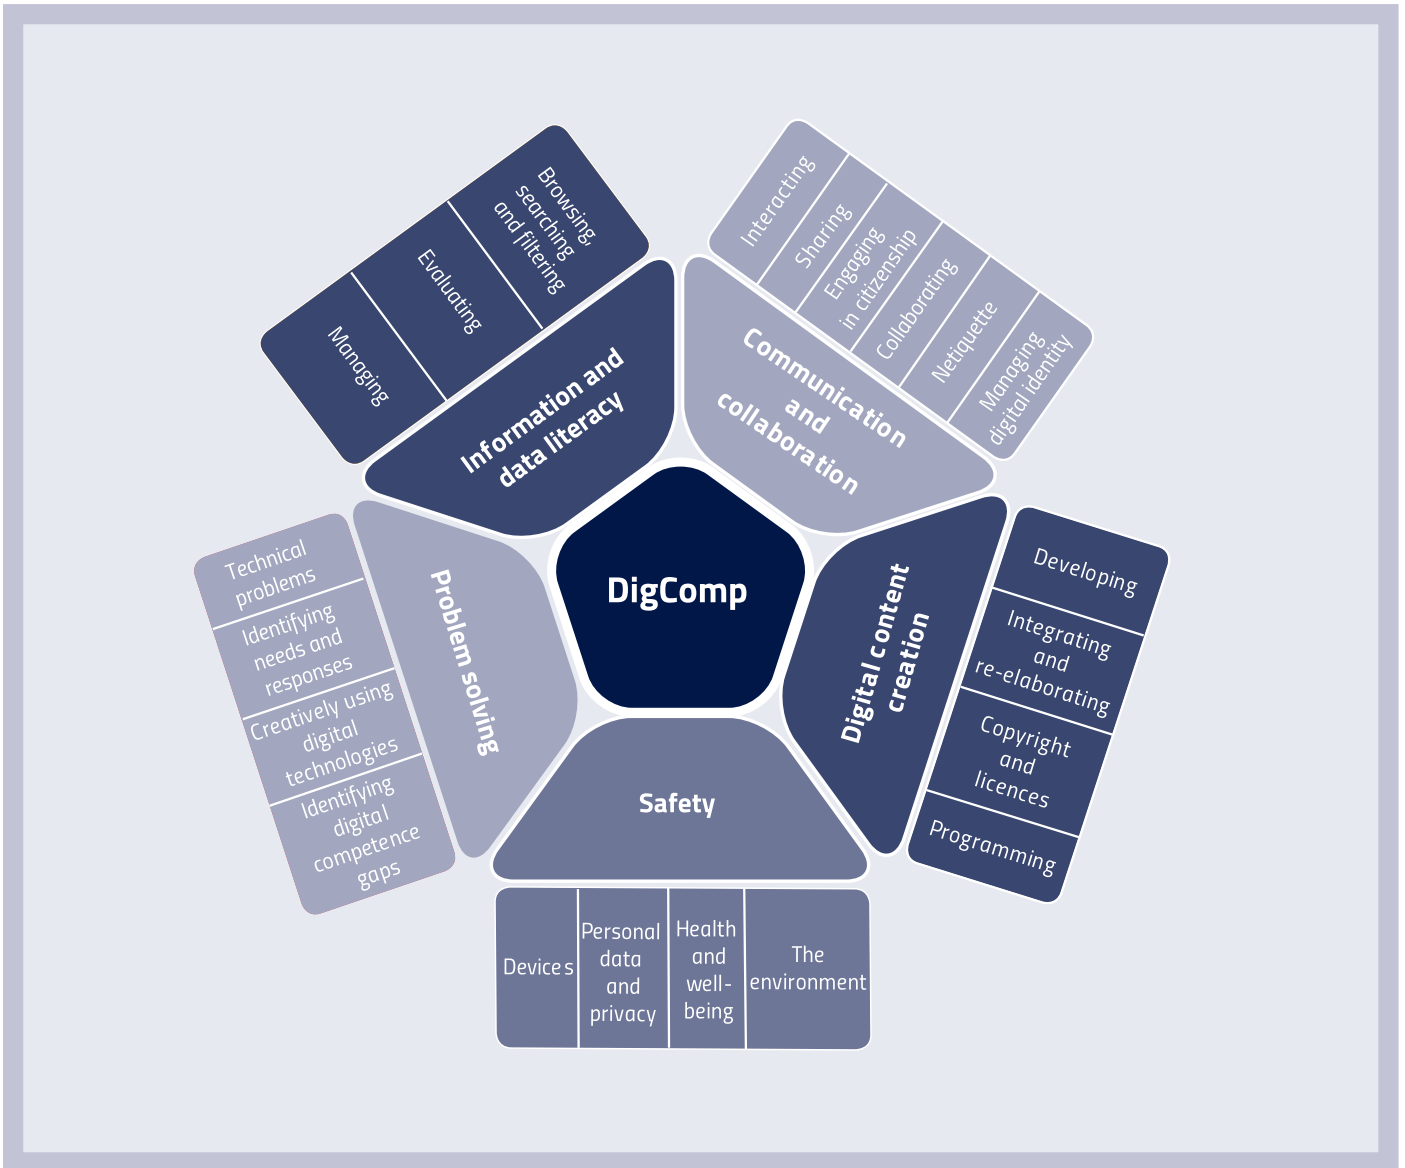 DigComp
Information and
data literacy
Managing
Evaluating
Browsing,
searching
and filtering
Communication
and
collaboration
Interacting
Sharing
Engaging
in citizenship
Collaborating
Netiquette
Managing
digital identity
Digital content
creation
Developing
Integrating
and
re-elaborating
Copyright
and
licences
Programming
Safety
Devices
Personal
data
and
privacy
Health
and
well-
being
The
environment
Problem solving
Technical
problems
Identifying
needs and
responses
Creatively using
digital
technologies
Identifying
digital
competence
gaps